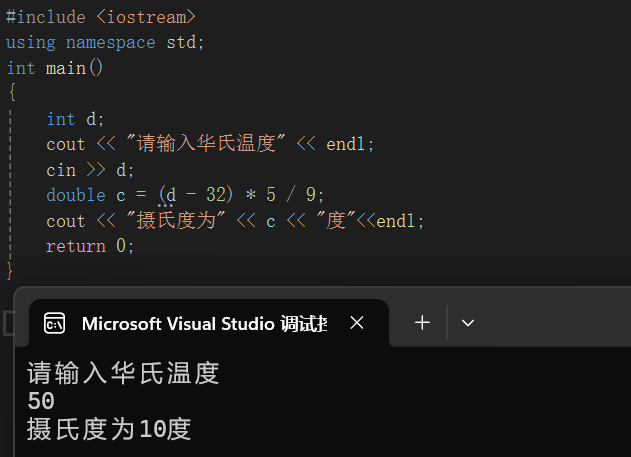 #include <iostream>
using namespace std;
int main()
{
int d;
cout << "请输入华氏温度" << endl;
cin >> d;
double c = (d - 32) * 5 / 9;
cout << "摄氏度为" << c << "度"<<endl;
return 0;
}
Microsoft Visual Studio 调试
请输入华氏温度
50
摄氏度为10度